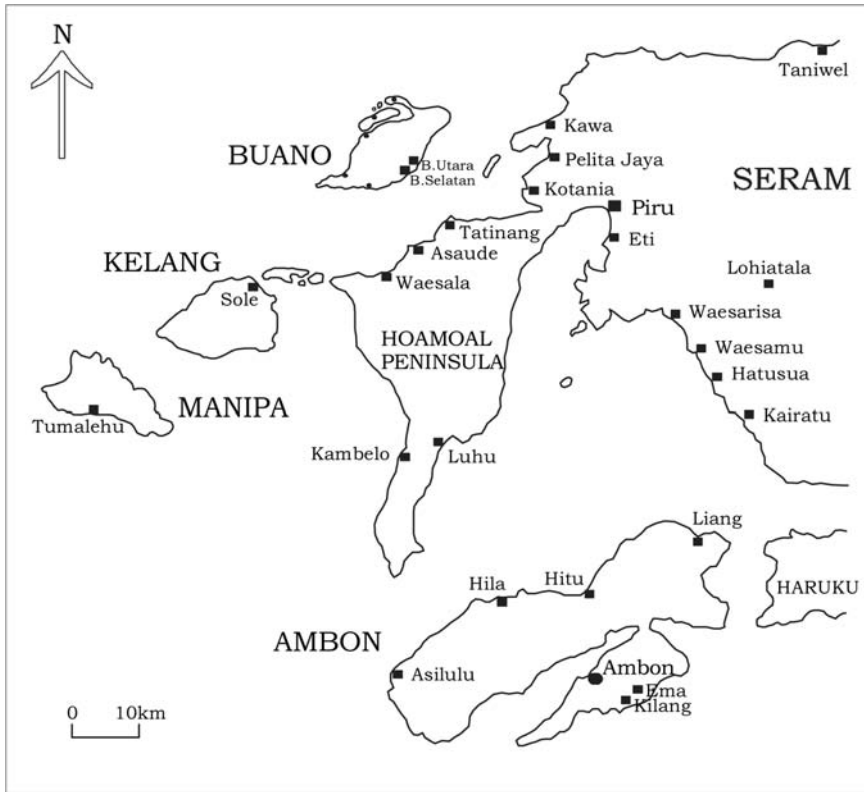 N
Taniwel
Kawa
BUANO
B.Utara
B.Selatan
Pelita Jaya
SERAM
Kotania
Piru
Tatinang
Eti
Asaude
KELANG
Lohiatala
Waesala
Sole
Waesarisa
HOAMOAL
PENINSULA
Waesamu
Hatusua
MANIPA
Tumalehu
Kairatu
Kambelo
Luhu
Liang
Hila
Hitu
HARUKU
AMBON
Asilulu
Ambon
Ema
Kilang
0 10km